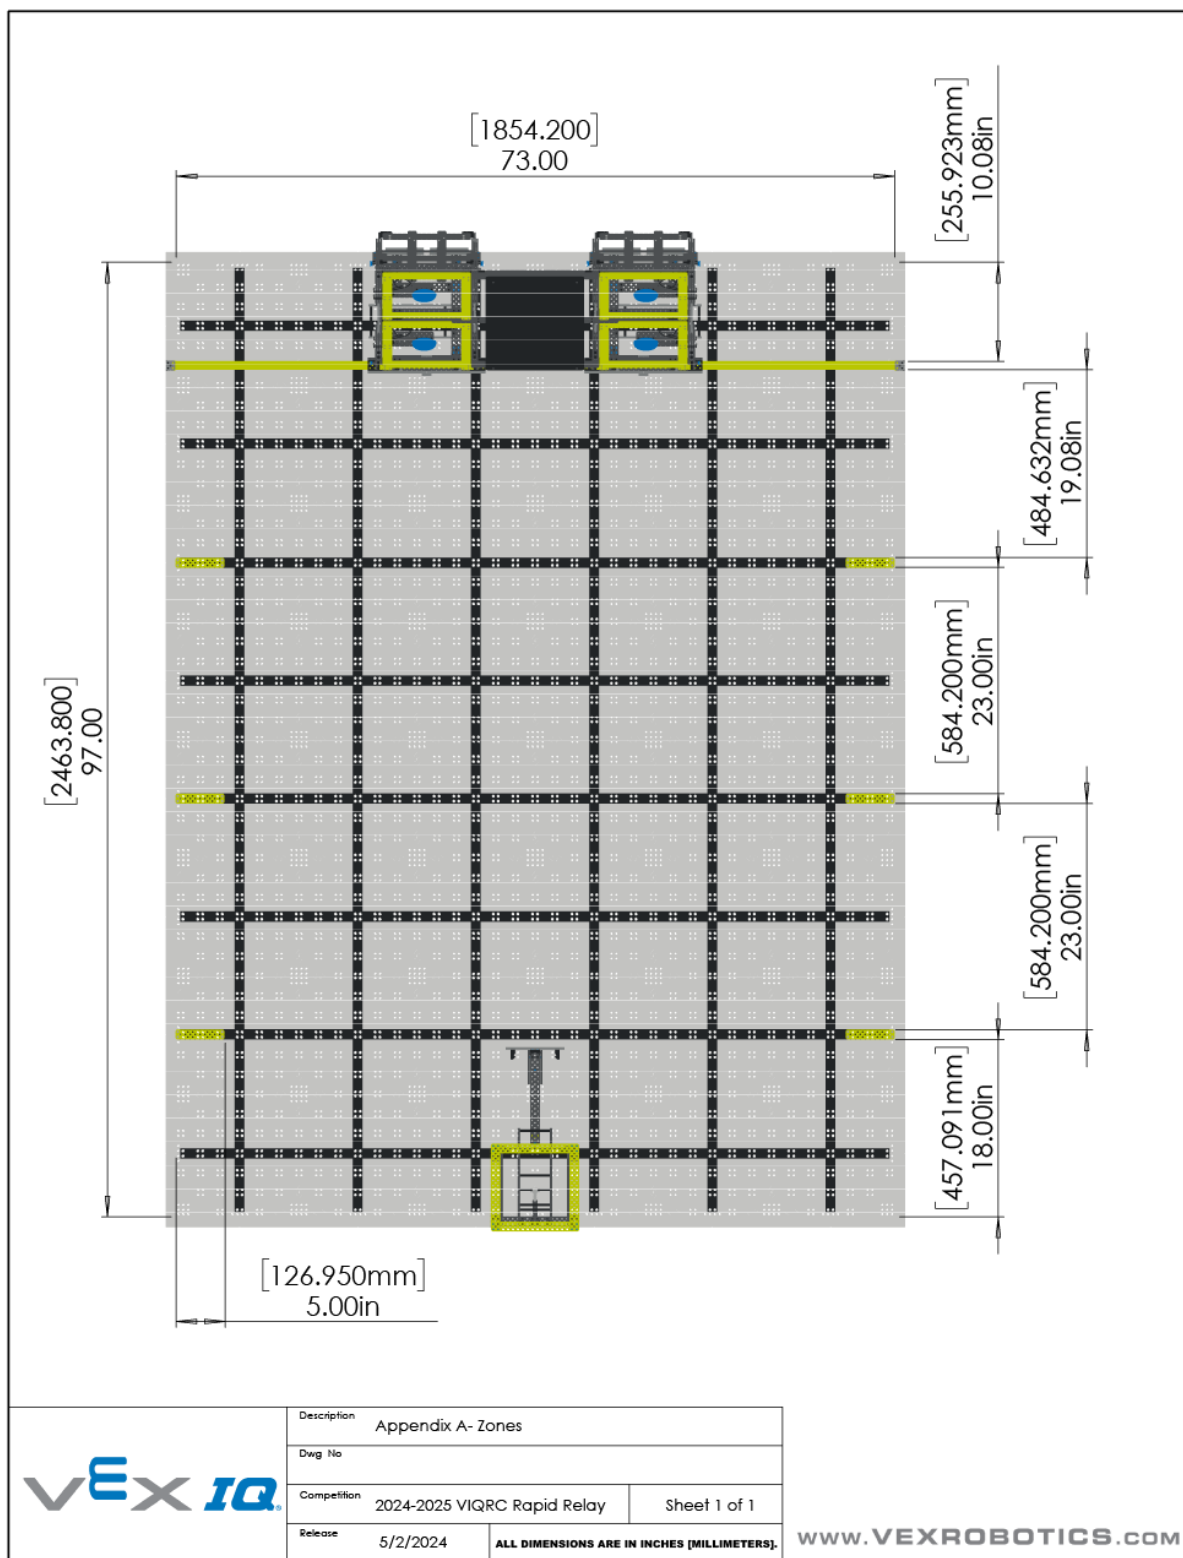 [1854.200]
73.00
[255.923mm]
10.08in
[484.632mm]
19.08in
[584.200mm]
23.00in
[2463.800]
97.00
[584.200mm]
23.00in
[457.091mm]
18.00in
[126.950mm]
5.00in
VEX IQ
Description Appendix A- Zones
Dwg No
Competition 2024-2025 VIQRC Rapid Relay Sheet 1 of 1
Release 5/2/2024 ALL DIMENSIONS ARE IN INCHES [MILLIMETERS].
WWW.VEXROBOTICS.COM